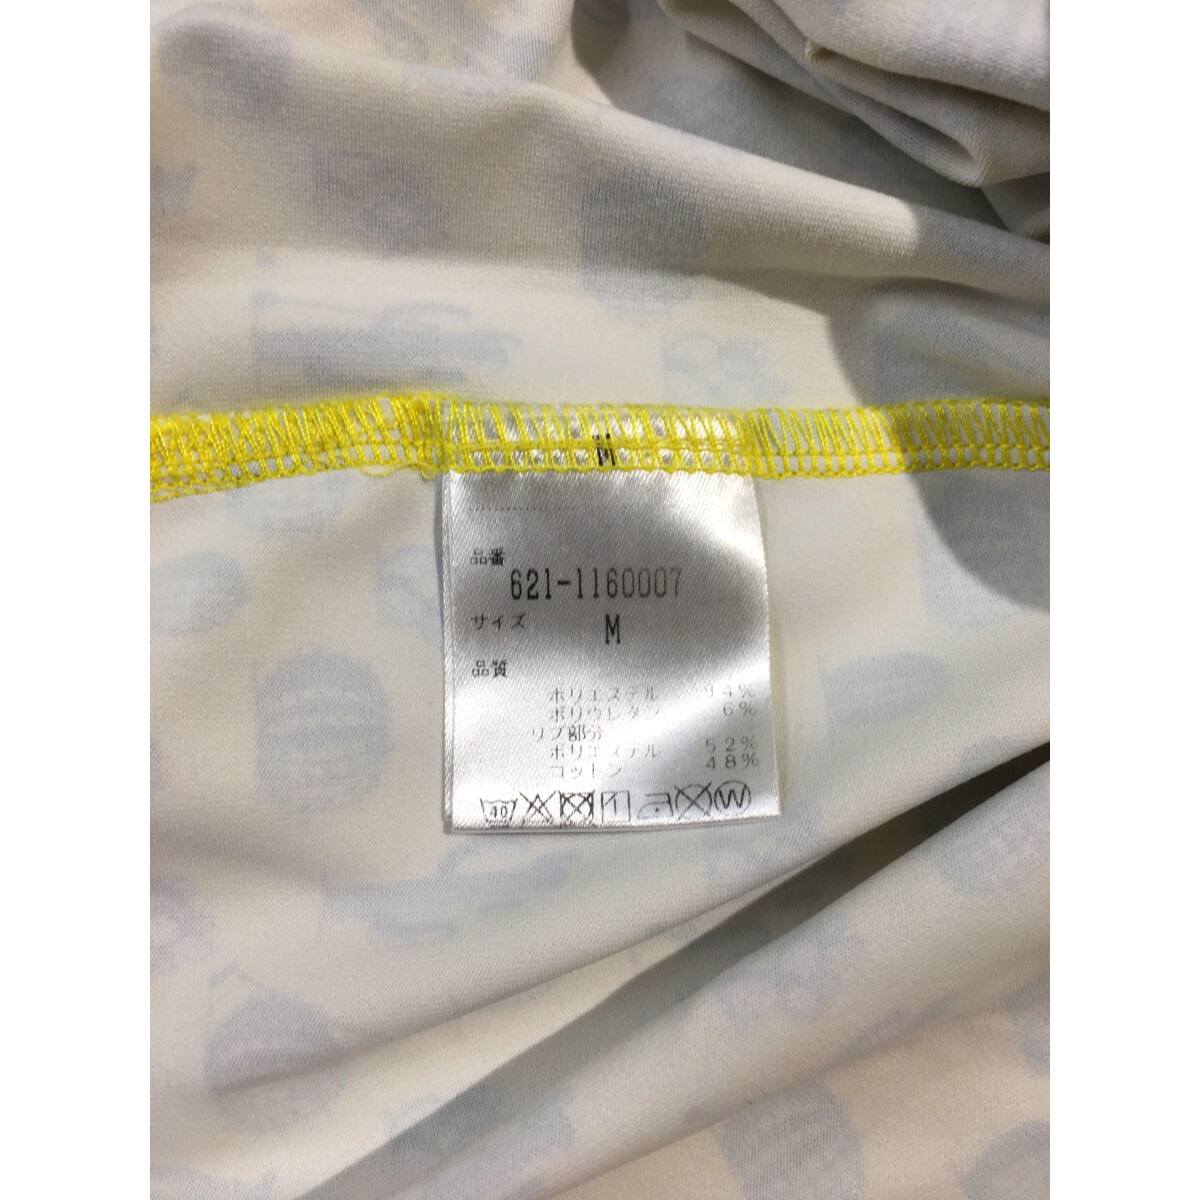 M
品番
621-1160007
サイズ
M
品質
ポリエステル 94%
ポリウレタン 6%
リブ部分
ポリエステル 52%
コットン 48%
40
W